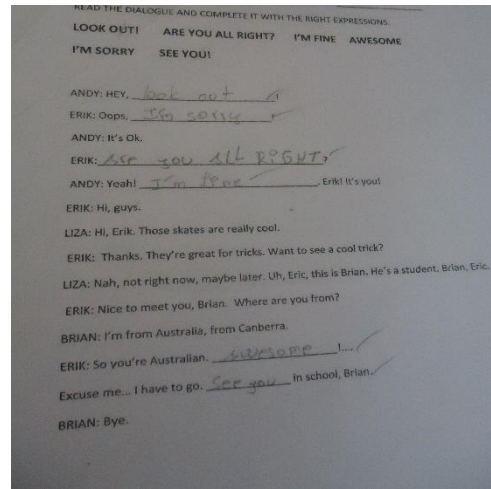 READ THE DIALOGUE AND COMPLETE IT WITH THE RIGHT EXPRESSIONS.
LOOK OUT! ARE YOU ALL RIGHT? I'M FINE AWESOME
I'M SORRY SEE YOU!
ANDY: HEY, look out !
ERIK: Oops, I'm sorry .
ANDY: It's Ok.
ERIK: ARE YOU ALL RIGHT?
ANDY: Yeah! I'm fine . Erik! It's you!
ERIK: Hi, guys.
LIZA: Hi, Erik. Those skates are really cool.
ERIK: Thanks. They're great for tricks. Want to see a cool trick?
LIZA: Nah, not right now, maybe later. Uh, Eric, this is Brian. He's a student. Brian, Eric.
ERIK: Nice to meet you, Brian. Where are you from?
BRIAN: I'm from Australia, from Canberra.
ERIK: So you're Australian. awesome !....
Excuse me... I have to go. See you in school, Brian.
BRIAN: Bye.